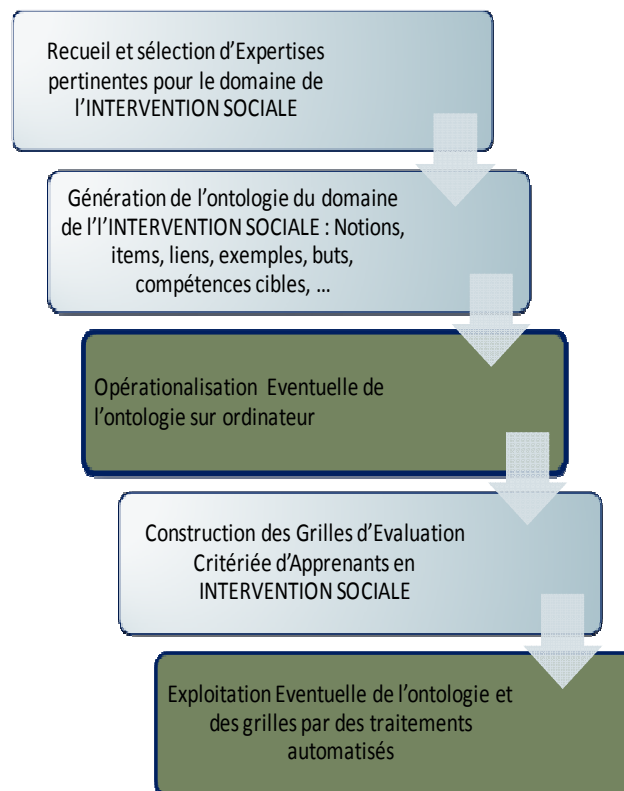 Recueil et sélection d'Expertises
pertinentes pour le domaine de
l'INTERVENTION SOCIALE
Génération de l'ontologie du domaine
de l'l'INTERVENTION SOCIALE : Notions,
items, liens, exemples, buts,
compétences cibles, ...
Opérationalisation Eventuelle de
l'ontologie sur ordinateur
Construction des Grilles d'Evaluation
Critériée d'Apprenants en
INTERVENTION SOCIALE
Exploitation Eventuelle de l'ontologie et
des grilles par des traitements
automatisés